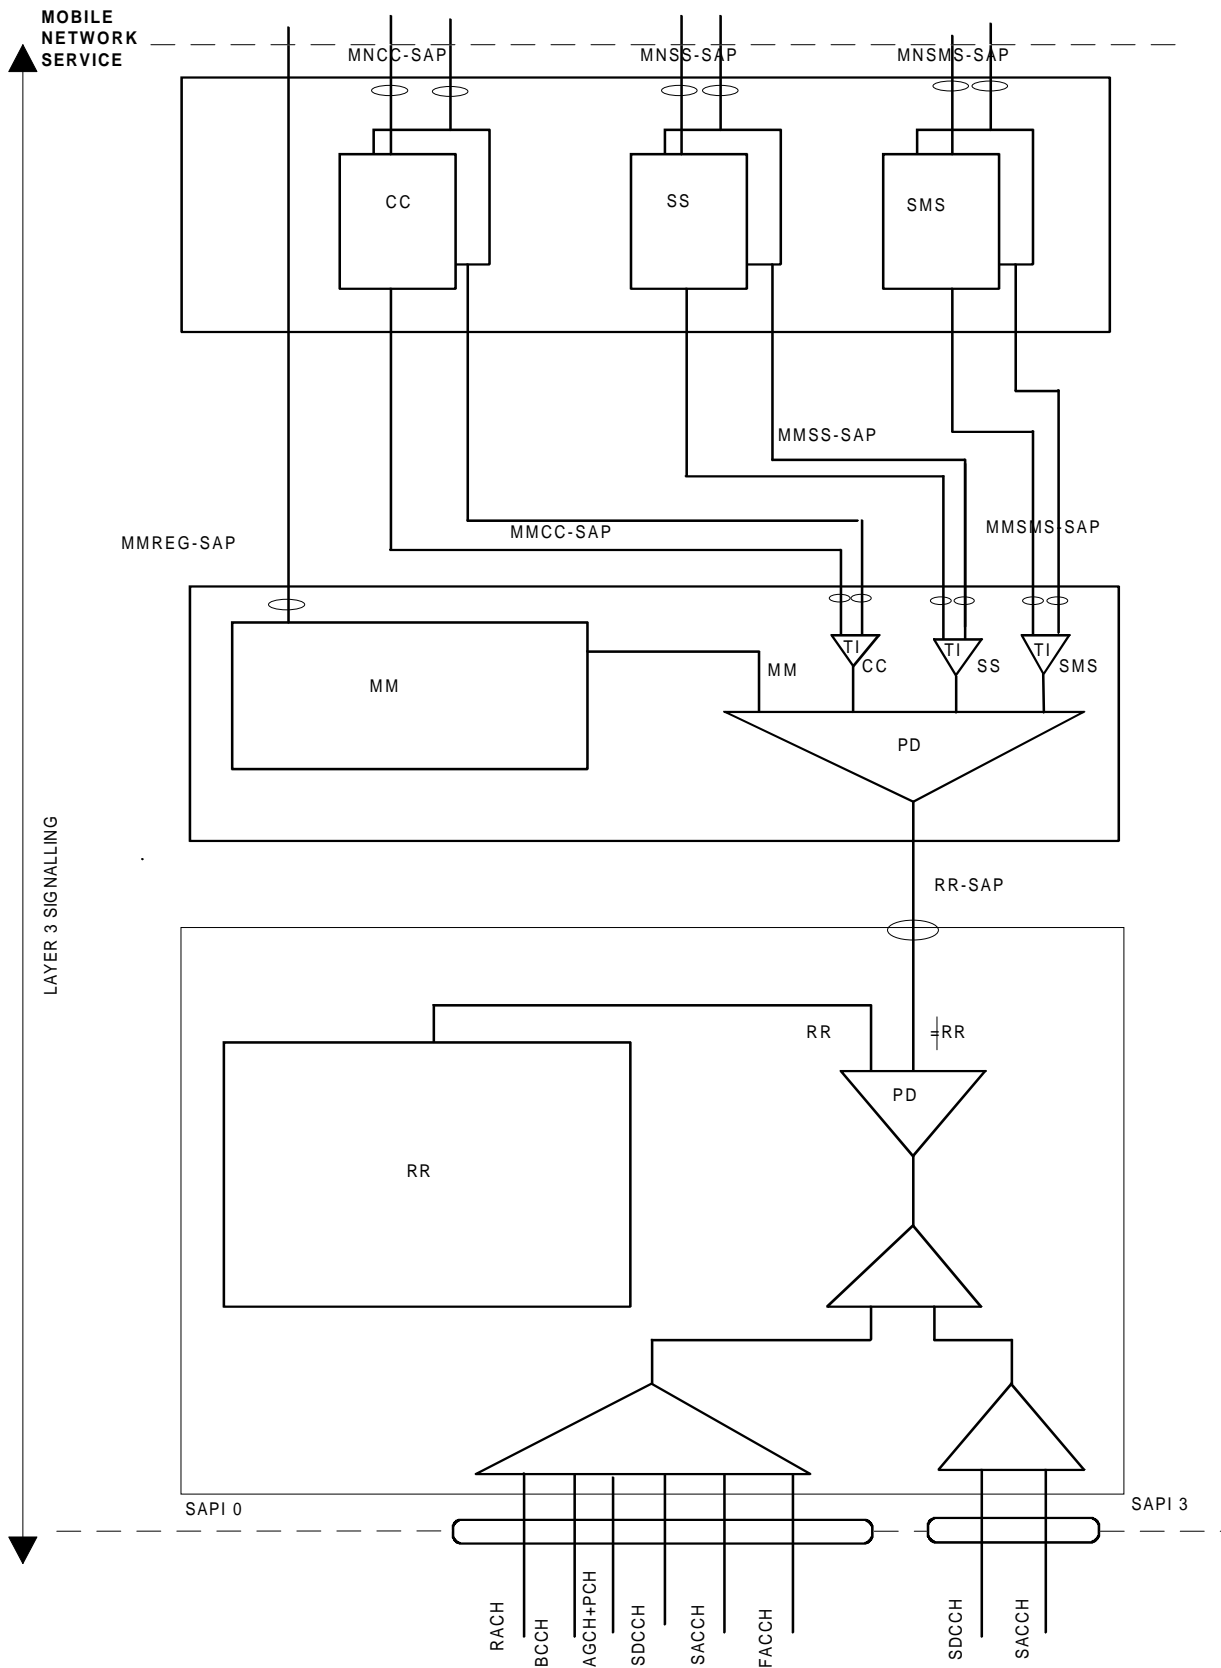 MOBILE
NETWORK
SERVICE
MNCC-SAP
MNSS-SAP
MNSMS-SAP
CC
SS
SMS
MMSS-SAP
MMREG-SAP
MMCC-SAP
MMSMS-SAP
TI
TI
TI
CC
SS
SMS
MM
MM
PD
LAYER 3 SIGNALLING
RR-SAP
RR
≠RR
PD
RR
SAPI 0
SAPI 3
RACH
BCCH
AGCH+PCH
SDCCH
SACCH
FACCH
SDCCH
SACCH